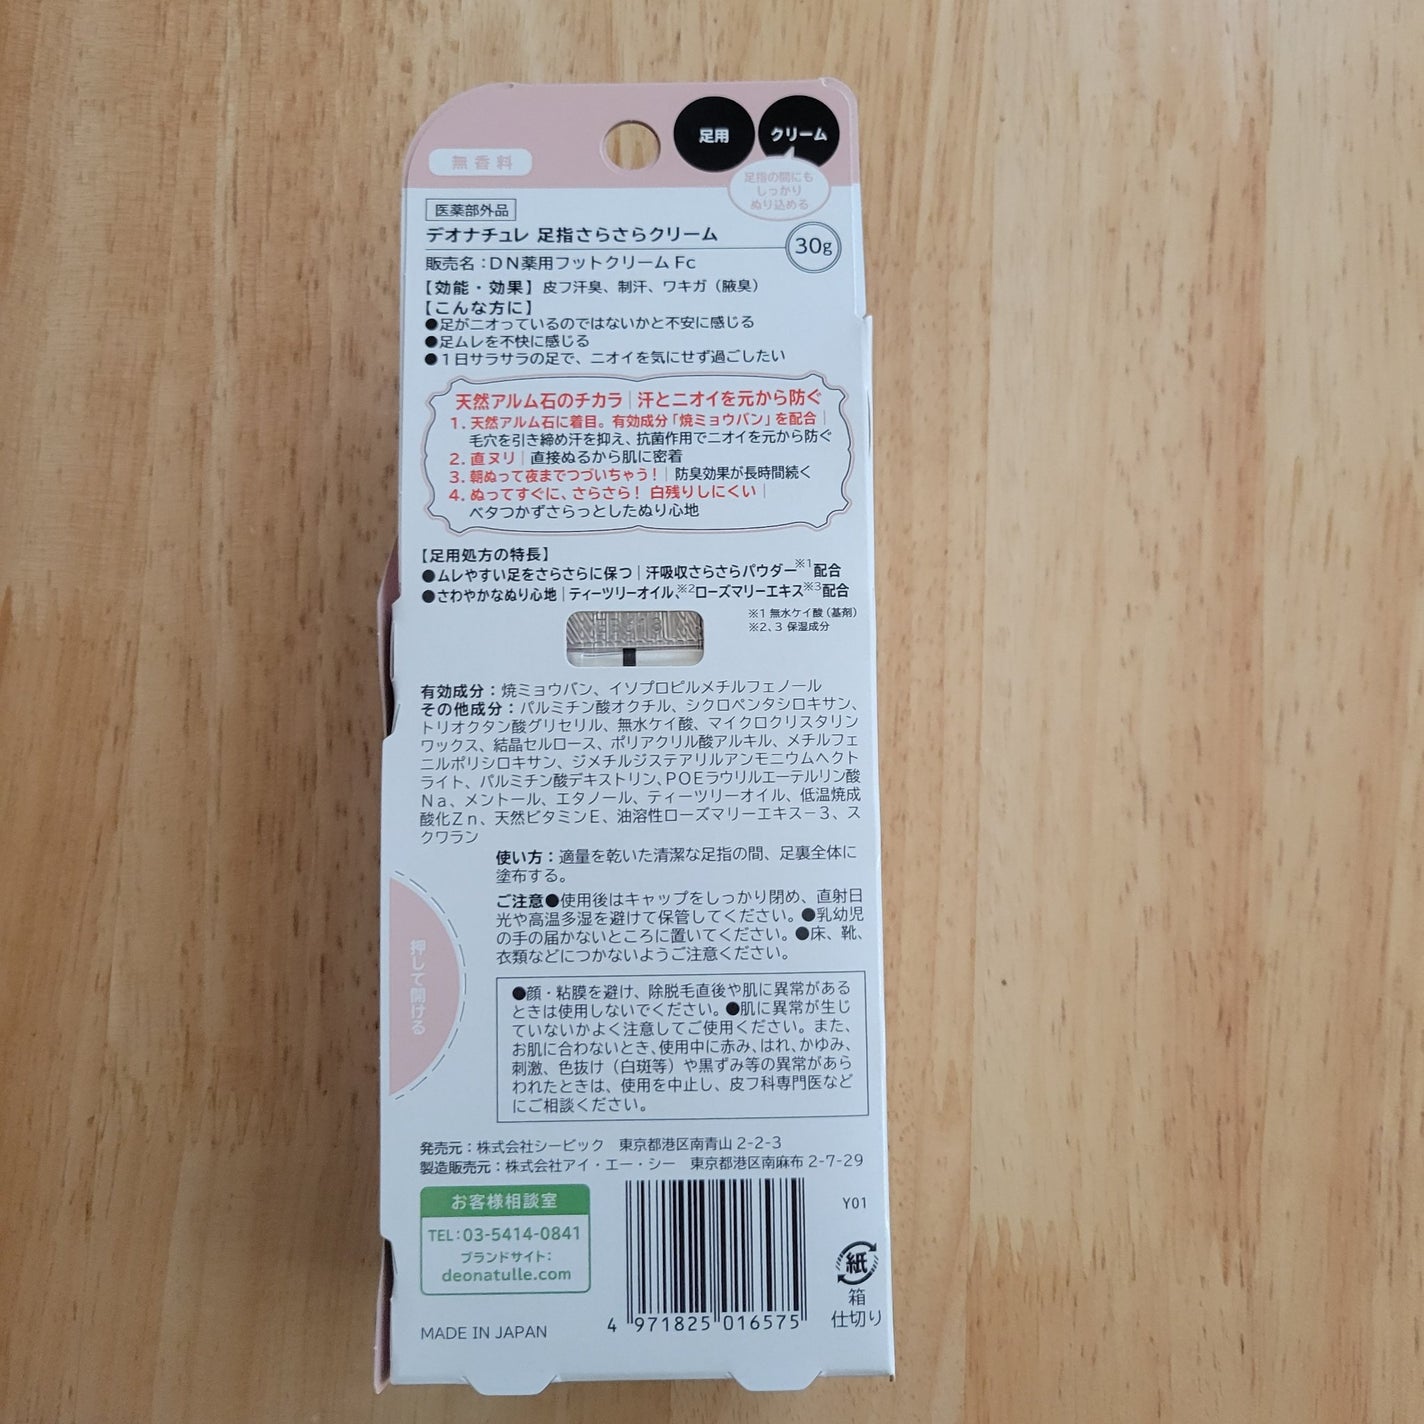 足用
クリーム
無香料
足指の間にも
しっかり
ぬり込める
医薬部外品
デオナチュレ 足指さらさらクリーム
30g
販売名：DN薬用フットクリームFc
【効能・効果】皮フ汗臭、制汗、ワキガ（腋臭）
【こんな方に】
●足がニオっているのではないかと不安に感じる
●足ムレを不快に感じる
●1日サラサラの足で、ニオイを気にせず過ごしたい
天然アルム石のチカラ｜汗とニオイを元から防ぐ
1. 天然アルム石に着目。有効成分「焼ミョウバン」を配合｜
毛穴を引き締め汗を抑え、抗菌作用でニオイを元から防ぐ
2. 直ヌリ｜直接ぬるから肌に密着
3. 朝ぬって夜までつづいちゃう！｜防臭効果が長時間続く
4. ぬってすぐに、さらさら！ 白残りしにくい｜
ベタつかずさらっとしたぬり心地
【足用処方の特長】
●ムレやすい足をさらさらに保つ｜汗吸収さらさらパウダー※1配合
●さわやかなぬり心地｜ティーツリーオイル、※2ローズマリーエキス※3配合
※1 無水ケイ酸（基剤）
※2、3 保湿成分
有効成分：焼ミョウバン、イソプロピルメチルフェノール
その他成分：パルミチン酸オクチル、シクロペンタシロキサン、
トリオクタン酸グリセリル、無水ケイ酸、マイクロクリスタリン
ワックス、結晶セルロース、ポリアクリル酸アルキル、メチルフェ
ニルポリシロキサン、ジメチルジステアリルアンモニウムヘクト
ライト、パルミチン酸デキストリン、POEラウリルエーテルリン酸
Na、メントール、エタノール、ティーツリーオイル、低温焼成
酸化Zn、天然ビタミンE、油溶性ローズマリーエキス－3、ス
クワラン
使い方：適量を乾いた清潔な足指の間、足裏全体に
塗布する。
ご注意●使用後はキャップをしっかり閉め、直射日
光や高温多湿を避けて保管してください。●乳幼児
の手の届かないところに置いてください。●床、靴、
衣類などにつかないようご注意ください。
押して開ける
●顔・粘膜を避け、除脱毛直後や肌に異常がある
ときは使用しないでください。●肌に異常が生じ
ていないかよく注意してご使用ください。また、
お肌に合わないとき、使用中に赤み、はれ、かゆみ、
刺激、色抜け（白斑等）や黒ずみ等の異常があら
われたときは、使用を中止し、皮フ科専門医など
にご相談ください。
発売元：株式会社シービック　東京都港区南青山2-2-3
製造販売元：株式会社アイ・エー・シー　東京都港区南麻布2-7-29
お客様相談室
TEL：03-5414-0841
ブランドサイト：
deonatulle.com
MADE IN JAPAN
4 971825 016575
Y01
紙
箱
仕切り